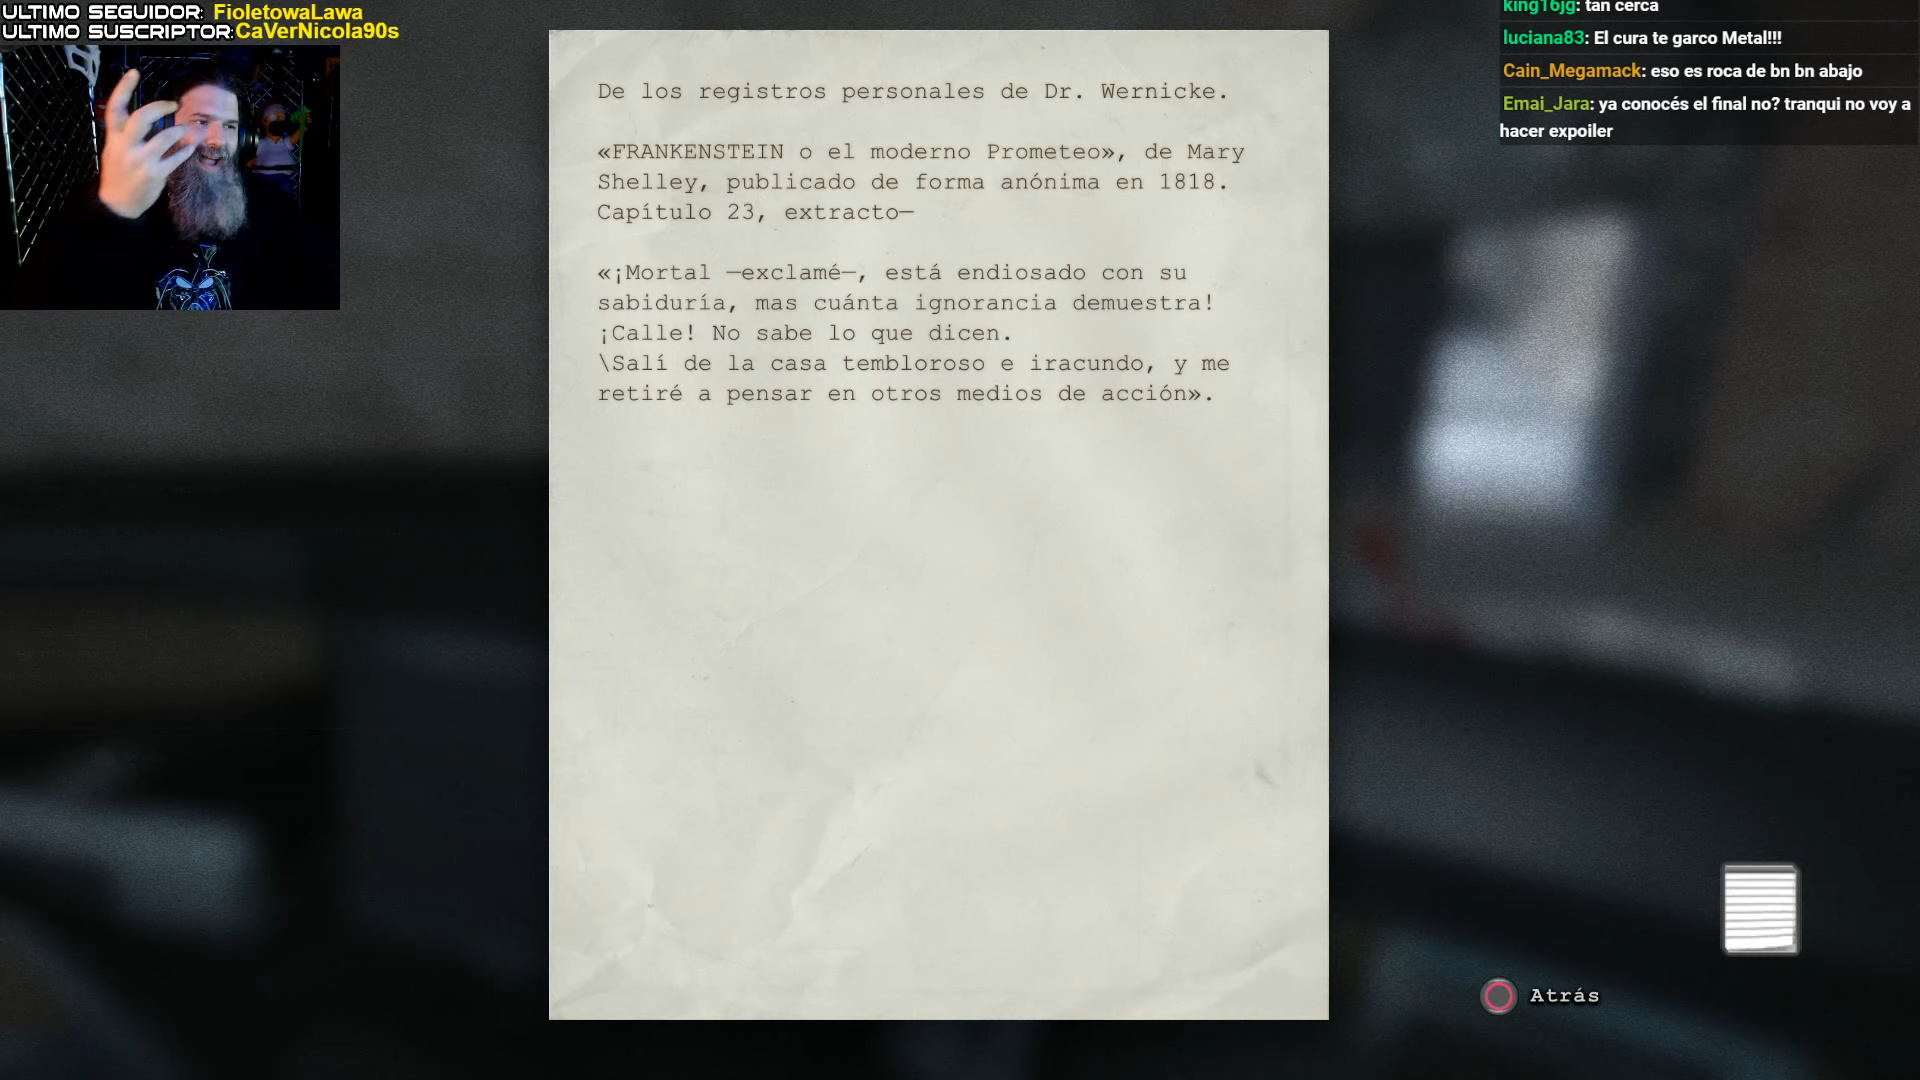 ULTIMO SEGUIDOR: FioletowaLawa
ULTIMO SUSCRIPTOR:CaVerNicola90s
De los registros personales de Dr. Wernicke.
«FRANKENSTEIN o el moderno Prometeo», de Mary
Shelley, publicado de forma anónima en 1818.
Capítulo 23, extracto—
«¡Mortal —exclamé—, está endiosado con su
sabiduría, mas cuánta ignorancia demuestra!
¡Calle! No sabe lo que dicen.
\Salí de la casa tembloroso e iracundo, y me
retiré a pensar en otros medios de acción».
king16jg: tan cerca
luciana83: El cura te garco Metal!!!
Cain_Megamack: eso es roca de bn bn abajo
Emai_Jara: ya conocés el final no? tranqui no voy a
hacer expoiler
Atrás